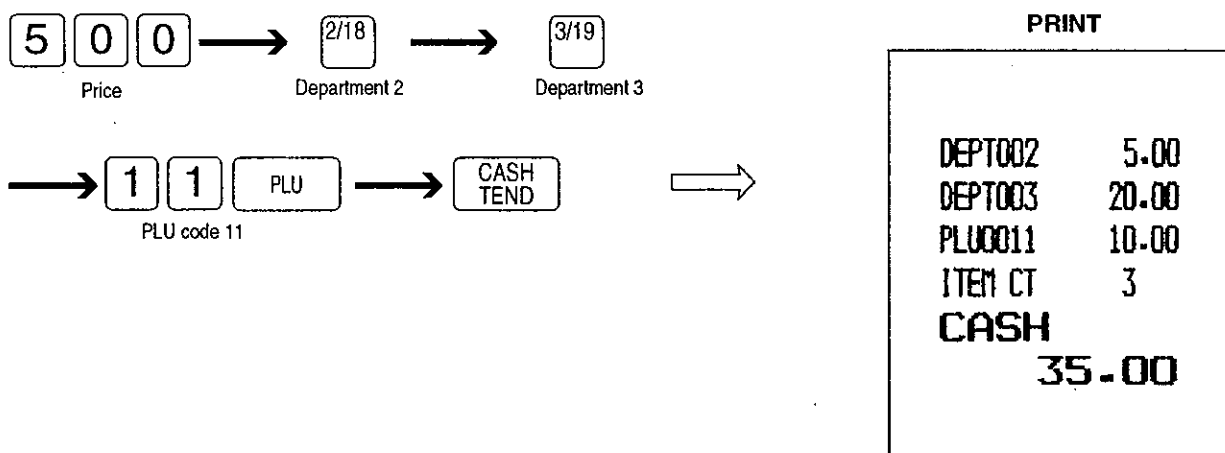 5 0 0 2/18 3/19
Price Department 2 Department 3
1 1 PLU CASH TEND
PLU code 11
PRINT
DEPT002 5.00
DEPT003 20.00
PLU0011 10.00
ITEM CT 3
CASH
35.00